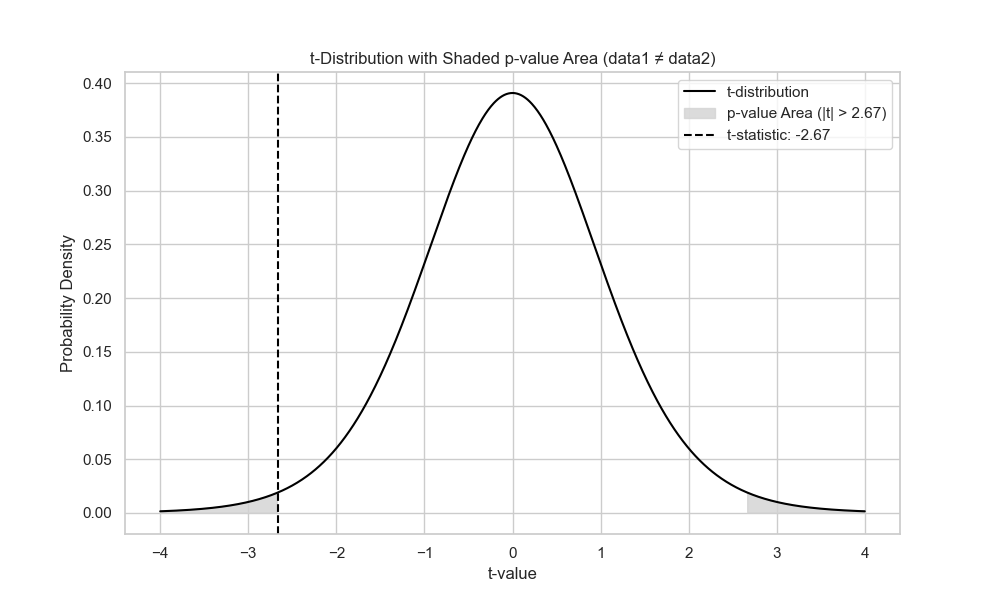 t-Distribution with Shaded p-value Area (data1 ≠ data2)
t-distribution
p-value Area (|t| > 2.67)
t-statistic: -2.67
Probability Density
0.40
0.35
0.30
0.25
0.20
0.15
0.10
0.05
0.00
−4 −3 −2 −1 0 1 2 3 4
t-value